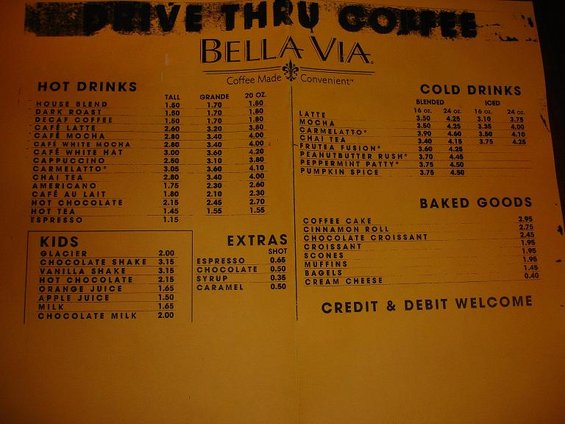 DRIVE THRU COFFEE
BELLA VIA
Coffee Made Convenient™
HOT DRINKS
TALL GRANDE 20 OZ.
HOUSE BLEND 1.50 1.70 1.80
DARK ROAST 1.50 1.70 1.80
DECAF COFFEE 1.50 1.70 1.80
*CAFÉ LATTE 2.60 3.20 3.80
*CAFÉ MOCHA 2.80 3.40 4.00
*CAFÉ WHITE MOCHA 2.80 3.40 4.00
*CAFÉ WHITE HAT 3.00 3.60 4.20
*CAPPUCCINO 2.50 3.10 3.80
*CARMELATTO* 3.05 3.60 4.10
*CHAI TEA 2.80 3.40 4.00
AMERICANO 1.75 2.30 2.60
CAFÉ AU LAIT 1.80 2.10 2.30
HOT CHOCOLATE 2.15 2.45 2.70
HOT TEA 1.45 1.55 1.55
ESPRESSO 1.15
KIDS
GLACIER 2.00
CHOCOLATE SHAKE 3.15
VANILLA SHAKE 3.15
HOT CHOCOLATE 2.15
ORANGE JUICE 1.65
APPLE JUICE 1.50
MILK 1.65
CHOCOLATE MILK 2.00
EXTRAS
SHOT
ESPRESSO 0.65
CHOCOLATE 0.50
SYRUP 0.35
CARAMEL 0.50
COLD DRINKS
BLENDED ICED
16 oz. 24 oz. 16 oz. 24 oz.
LATTE 3.50 4.25 3.10 3.75
MOCHA 2.50 4.25 3.35 4.00
CARMELATTO* 3.90 4.60 3.50 4.10
CHAI TEA 3.40 4.15 3.75 4.25
FRUTEA FUSION* 3.60 4.25
PEANUTBUTTER RUSH* 3.70 4.45
PEPPERMINT PATTY* 3.75 4.50
PUMPKIN SPICE 3.75 4.50
BAKED GOODS
COFFEE CAKE 2.95
CINNAMON ROLL 2.75
CHOCOLATE CROISSANT 2.45
CROISSANT 1.95
SCONES 1.95
MUFFINS 1.95
BAGELS 1.45
CREAM CHEESE 0.40
CREDIT & DEBIT WELCOME